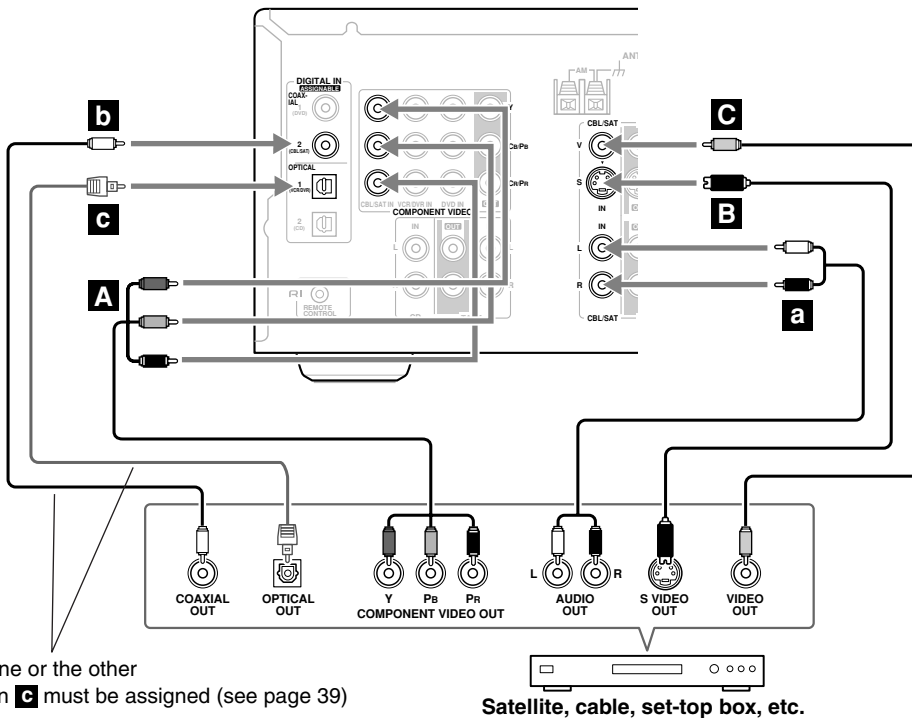 ANT
AM
DIGITAL IN
ASSIGNABLE
COAX-
IAL
1
(DVD)
Y
b
C
CBL/SAT
2
(CBL/SAT)
CB/PB
V
OPTICAL
1
(VCR/DVR)
CR/PR
S
c
B
CBL/SAT IN VCR/DVR IN DVD IN
COMPONENT VIDEO
IN
2
(CD)
IN
OUT
IN
L
L
A
RI
REMOTE
CONTROL
R
R
CBL/SAT
a
COAXIAL
OUT
OPTICAL
OUT
Y PB PR
COMPONENT VIDEO OUT
L R
AUDIO
OUT
S VIDEO
OUT
VIDEO
OUT
ne or the other
n c must be assigned (see page 39)
Satellite, cable, set-top box, etc.